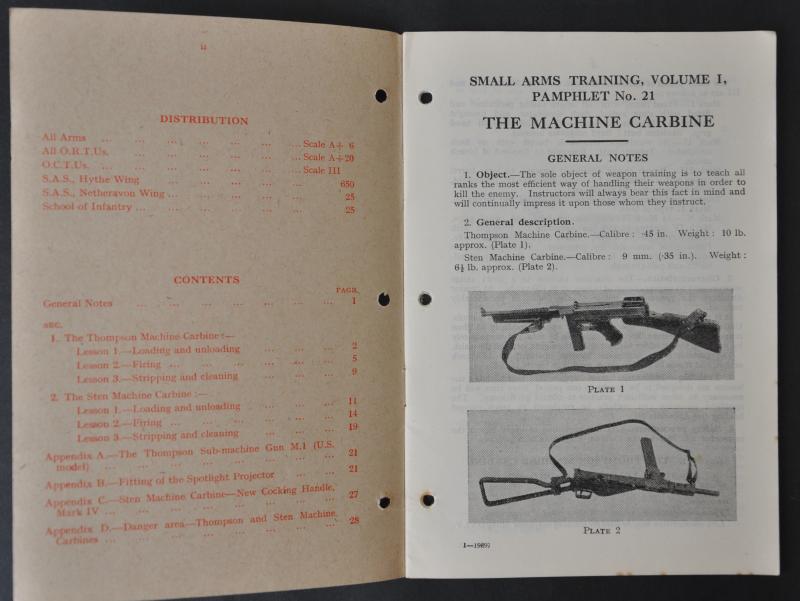 ii
DISTRIBUTION
All Arms ... ... ... ... ... ... ... Scale A+ 6
All O.R.T.Us. ... ... ... ... ... Scale A+20
O.C.T.Us. ... ... ... ... ... ... ... Scale III
S.A.S., Hythe Wing ... ... ... ... ... 650
S.A.S., Netheravon Wing ... ... ... ... ... 25
School of Infantry ... ... ... ... ... ... 25
CONTENTS
PAGE
General Notes ... ... ... ... ... ... ... 1
SEC.
1. The Thompson Machine Carbine :—
Lesson 1.—Loading and unloading ... ... ... 2
Lesson 2.—Firing ... ... ... ... ... ... 5
Lesson 3.—Stripping and cleaning ... ... ... 9
2. The Sten Machine Carbine :—
Lesson 1.—Loading and unloading ... ... ... 11
Lesson 2.—Firing ... ... ... ... ... ... 14
Lesson 3.—Stripping and cleaning ... ... ... 19
Appendix A.—The Thompson Sub-machine Gun M.1 (U.S.
model) ... ... ... ... ... ... ... ... 21
Appendix B.—Fitting of the Spotlight Projector ... ... 21
Appendix C.—Sten Machine Carbine—New Cocking Handle,
Mark IV ... ... ... ... ... ... ... ... 27
Appendix D.—Danger area—Thompson and Sten Machine
Carbines ... ... ... ... ... ... ... ... 28
SMALL ARMS TRAINING, VOLUME I,
PAMPHLET No. 21
THE MACHINE CARBINE
GENERAL NOTES
1. Object.—The sole object of weapon training is to teach all
ranks the most efficient way of handling their weapons in order to
kill the enemy. Instructors will always bear this fact in mind and
will continually impress it upon those whom they instruct.
2. General description.
Thompson Machine Carbine.—Calibre : ·45 in. Weight : 10 lb.
approx. (Plate 1).
Sten Machine Carbine.—Calibre : 9 mm. (·35 in.). Weight :
6½ lb. approx. (Plate 2).
PLATE 1
PLATE 2